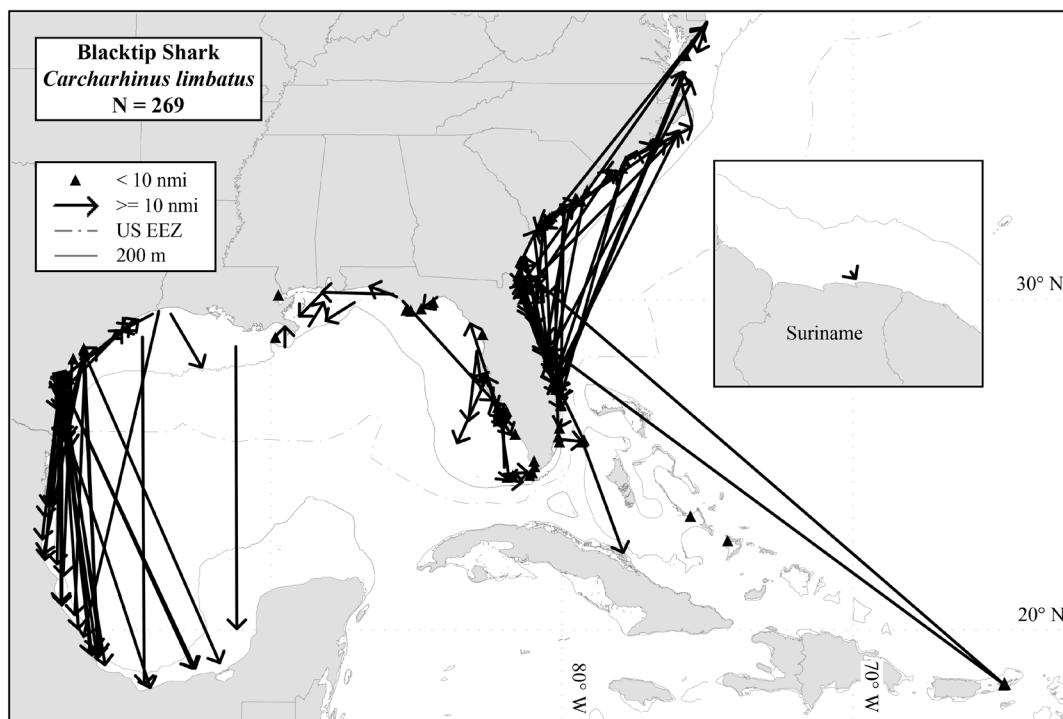 Blacktip Shark
Carcharhinus limbatus
N = 269
< 10 nmi
>= 10 nmi
US EEZ
200 m
Suriname
30° N
20° N
80° W
70° W